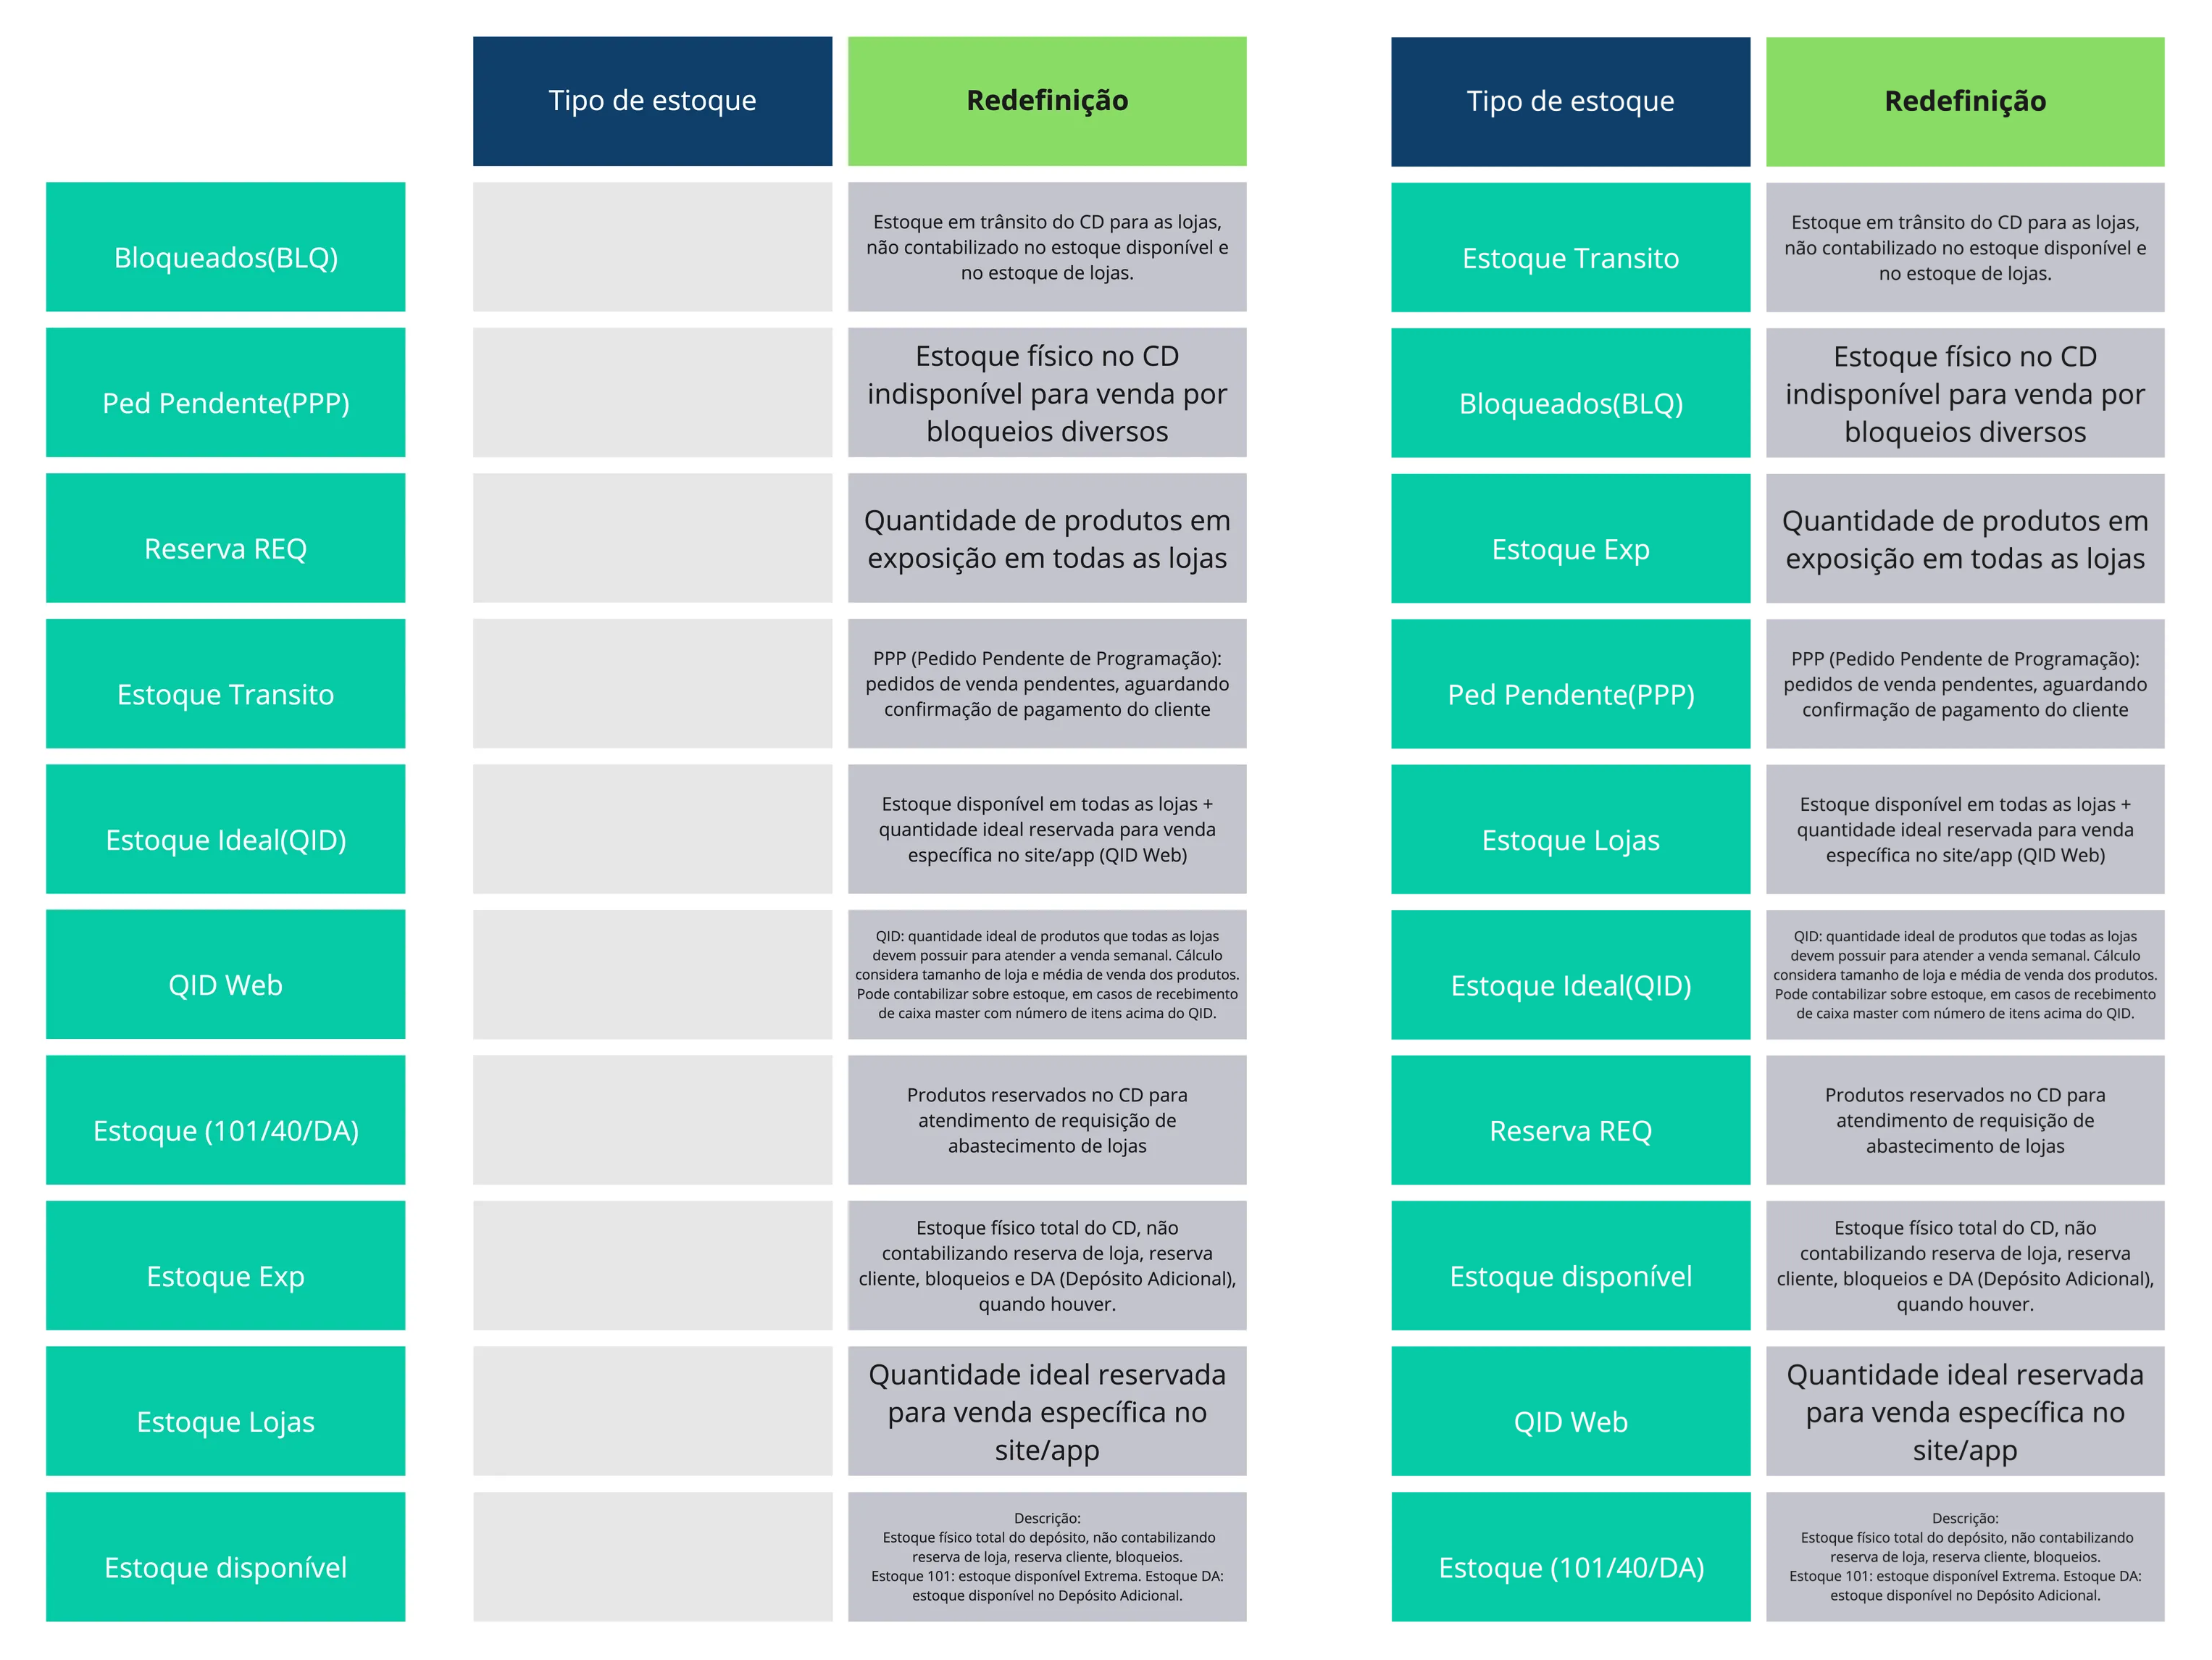 Tipo de estoque
Redefinição
Bloqueados(BLQ)
Ped Pendente(PPP)
Reserva REQ
Estoque Transito
Estoque Ideal(QID)
QID Web
Estoque (101/40/DA)
Estoque Exp
Estoque Lojas
Estoque disponível
Estoque em trânsito do CD para as lojas,
não contabilizado no estoque disponível e
no estoque de lojas.
Estoque físico no CD
indisponível para venda por
bloqueios diversos
Quantidade de produtos em
exposição em todas as lojas
PPP (Pedido Pendente de Programação):
pedidos de venda pendentes, aguardando
confirmação de pagamento do cliente
Estoque disponível em todas as lojas +
quantidade ideal reservada para venda
específica no site/app (QID Web)
QID: quantidade ideal de produtos que todas as lojas
devem possuir para atender a venda semanal. Cálculo
considera tamanho de loja e média de venda dos produtos.
Pode contabilizar sobre estoque, em casos de recebimento
de caixa master com número de itens acima do QID.
Produtos reservados no CD para
atendimento de requisição de
abastecimento de lojas
Estoque físico total do CD, não
contabilizando reserva de loja, reserva
cliente, bloqueios e DA (Depósito Adicional),
quando houver.
Quantidade ideal reservada
para venda específica no
site/app
Descrição:
Estoque físico total do depósito, não contabilizando
reserva de loja, reserva cliente, bloqueios.
Estoque 101: estoque disponível Extrema. Estoque DA:
estoque disponível no Depósito Adicional.
Tipo de estoque
Redefinição
Estoque Transito
Estoque em trânsito do CD para as lojas,
não contabilizado no estoque disponível e
no estoque de lojas.
Bloqueados(BLQ)
Estoque físico no CD
indisponível para venda por
bloqueios diversos
Estoque Exp
Quantidade de produtos em
exposição em todas as lojas
Ped Pendente(PPP)
PPP (Pedido Pendente de Programação):
pedidos de venda pendentes, aguardando
confirmação de pagamento do cliente
Estoque Lojas
Estoque disponível em todas as lojas +
quantidade ideal reservada para venda
específica no site/app (QID Web)
Estoque Ideal(QID)
QID: quantidade ideal de produtos que todas as lojas
devem possuir para atender a venda semanal. Cálculo
considera tamanho de loja e média de venda dos produtos.
Pode contabilizar sobre estoque, em casos de recebimento
de caixa master com número de itens acima do QID.
Reserva REQ
Produtos reservados no CD para
atendimento de requisição de
abastecimento de lojas
Estoque disponível
Estoque físico total do CD, não
contabilizando reserva de loja, reserva
cliente, bloqueios e DA (Depósito Adicional),
quando houver.
QID Web
Quantidade ideal reservada
para venda específica no
site/app
Estoque (101/40/DA)
Descrição:
Estoque físico total do depósito, não contabilizando
reserva de loja, reserva cliente, bloqueios.
Estoque 101: estoque disponível Extrema. Estoque DA:
estoque disponível no Depósito Adicional.